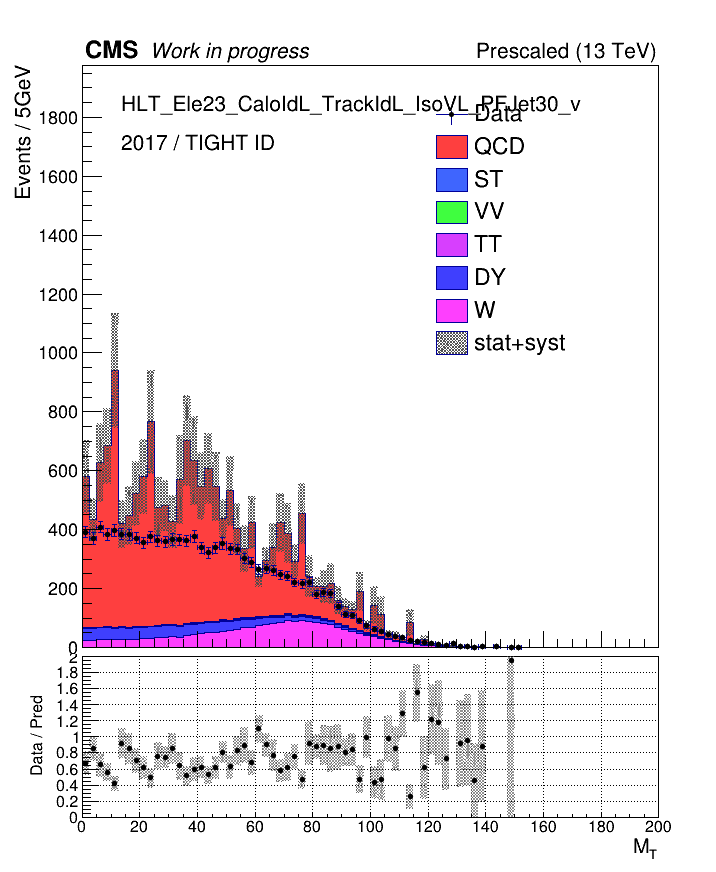 CMS Work in progress Prescaled (13 TeV)
Events / 5GeV
HLT_Ele23_CaloIdL_TrackIdL_IsoVL_PFJet30_v
2017 / TIGHT ID
Data
QCD
ST
VV
TT
DY
W
stat+syst
1800
1600
1400
1200
1000
800
600
400
200
0
Data / Pred
2
1.8
1.6
1.4
1.2
1
0.8
0.6
0.4
0.2
0
0 20 40 60 80 100 120 140 160 180 200
M_T